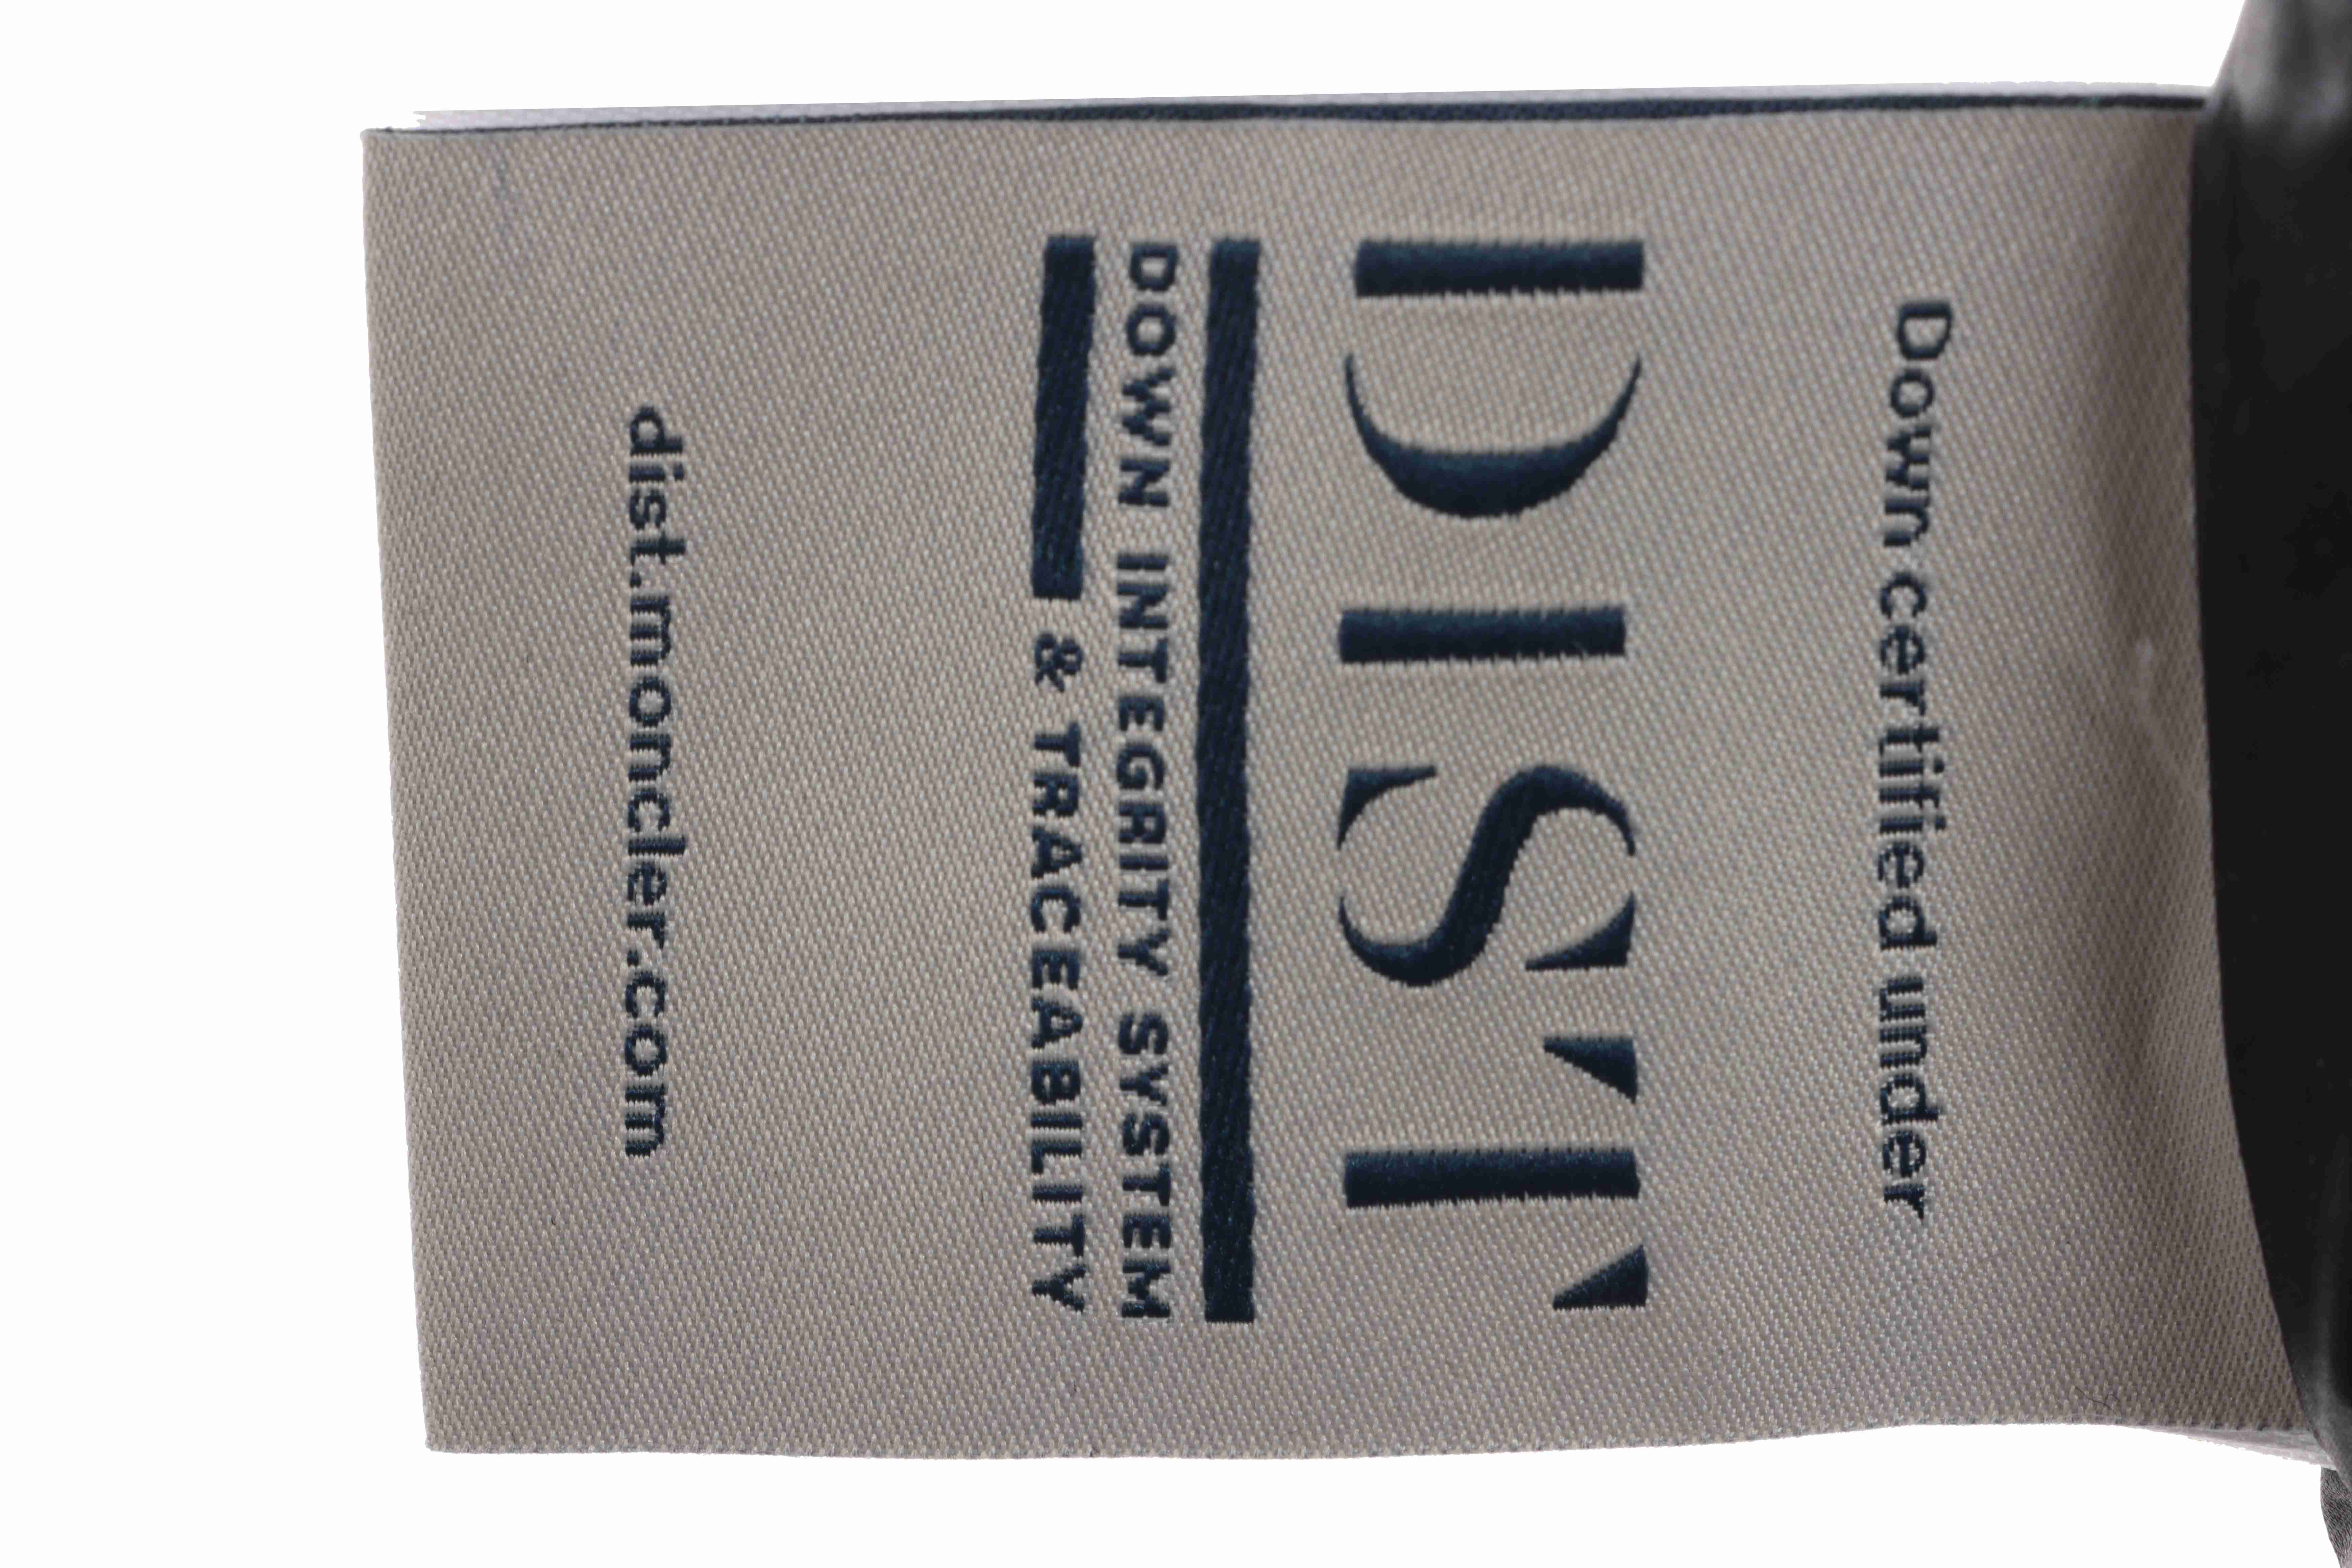 Down certified under
DIST
DOWN INTEGRITY SYSTEM
& TRACEABILITY
dist.moncler.com